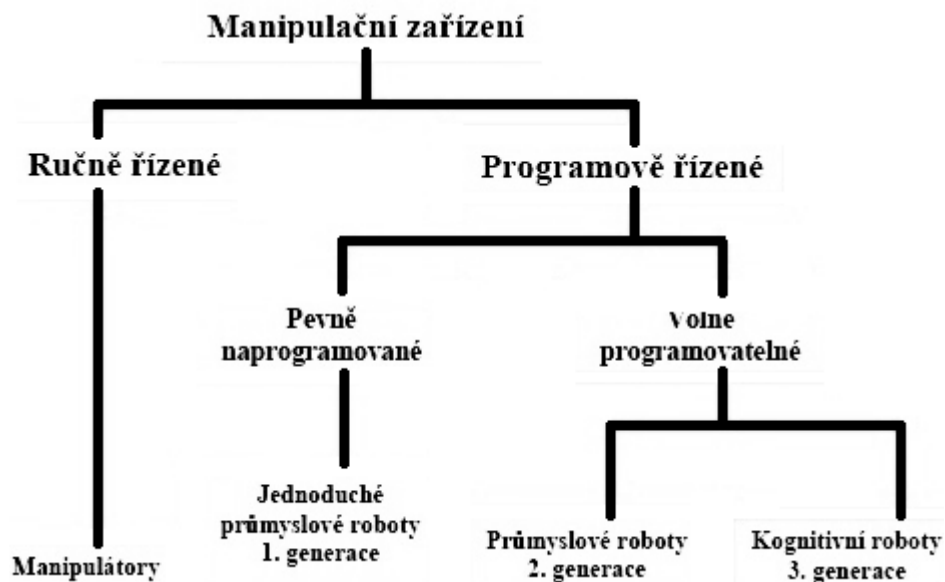 Manipulační zařízení
Ručně řízené
Programově řízené
Pevně
naprogramované
Volne
programovatelné
Jednoduché
průmyslové roboty
1. generace
Manipulátory
Průmyslové roboty
2. generace
Kognitivní roboty
3. generace